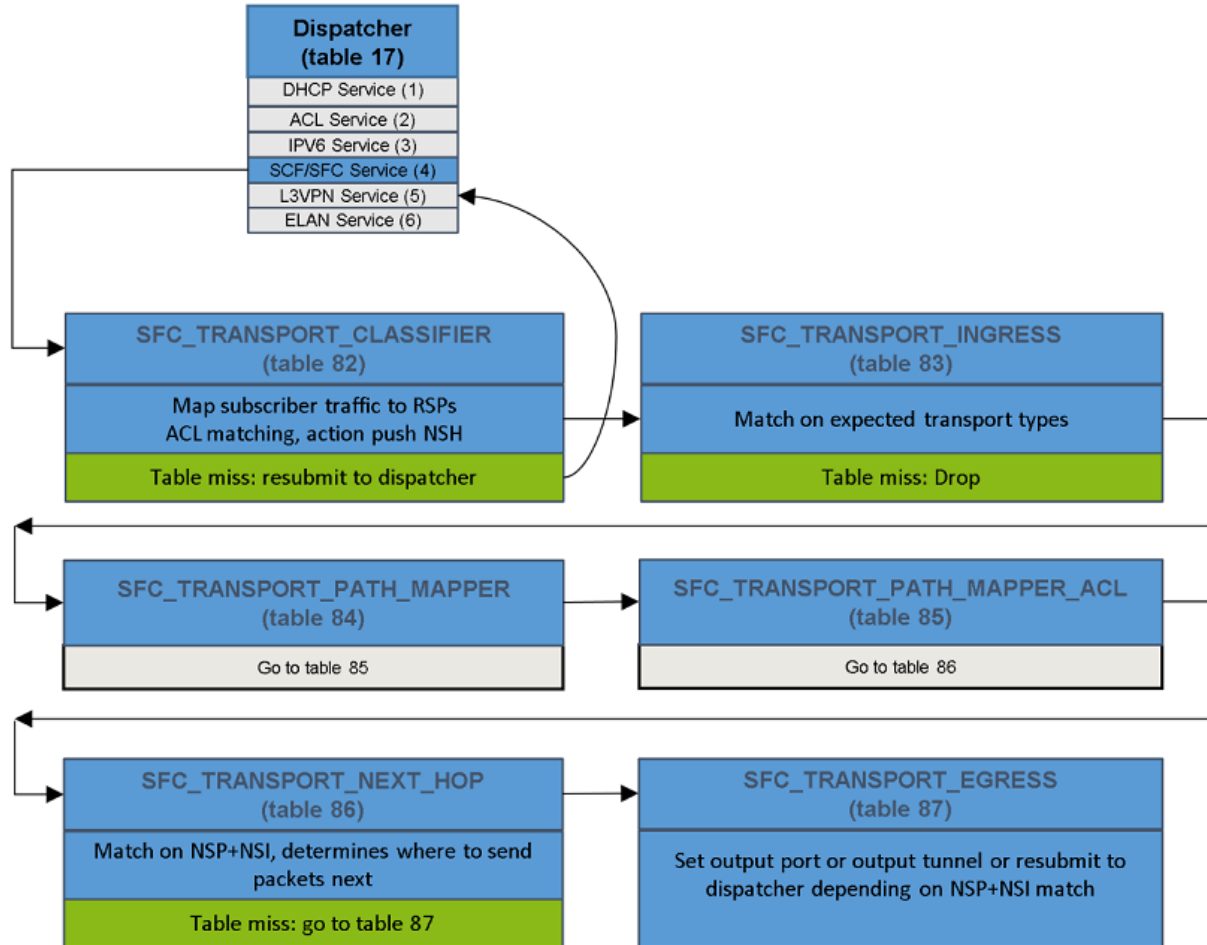 Dispatcher
(table 17)
DHCP Service (1)
ACL Service (2)
IPV6 Service (3)
SCF/SFC Service (4)
L3VPN Service (5)
ELAN Service (6)
SFC_TRANSPORT_CLASSIFIER
(table 82)
Map subscriber traffic to RSPs
ACL matching, action push NSH
Table miss: resubmit to dispatcher
SFC_TRANSPORT_INGRESS
(table 83)
Match on expected transport types
Table miss: Drop
SFC_TRANSPORT_PATH_MAPPER
(table 84)
Go to table 85
SFC_TRANSPORT_PATH_MAPPER_ACL
(table 85)
Go to table 86
SFC_TRANSPORT_NEXT_HOP
(table 86)
Match on NSP+NSI, determines where to send
packets next
Table miss: go to table 87
SFC_TRANSPORT_EGRESS
(table 87)
Set output port or output tunnel or resubmit to
dispatcher depending on NSP+NSI match